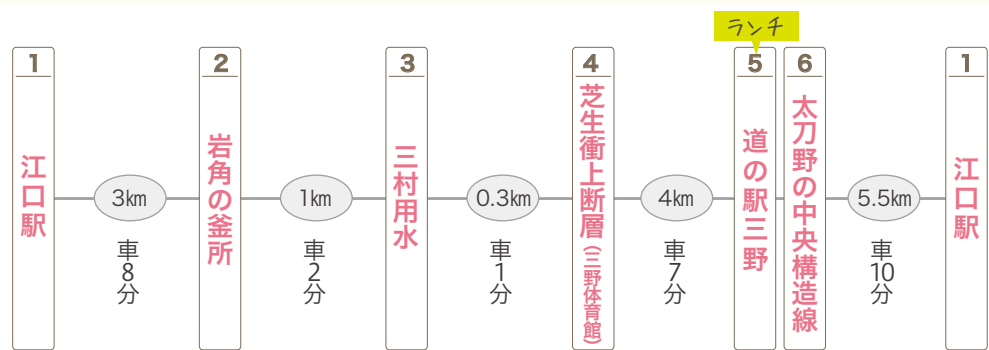 ランチ
1
江口駅
3km
車8分
2
岩角の釜所
1km
車2分
3
三村用水
0.3km
車1分
4
芝生衝上断層(三野体育館)
4km
車7分
5
道の駅三野
6
太刀野の中央構造線
5.5km
車10分
1
江口駅